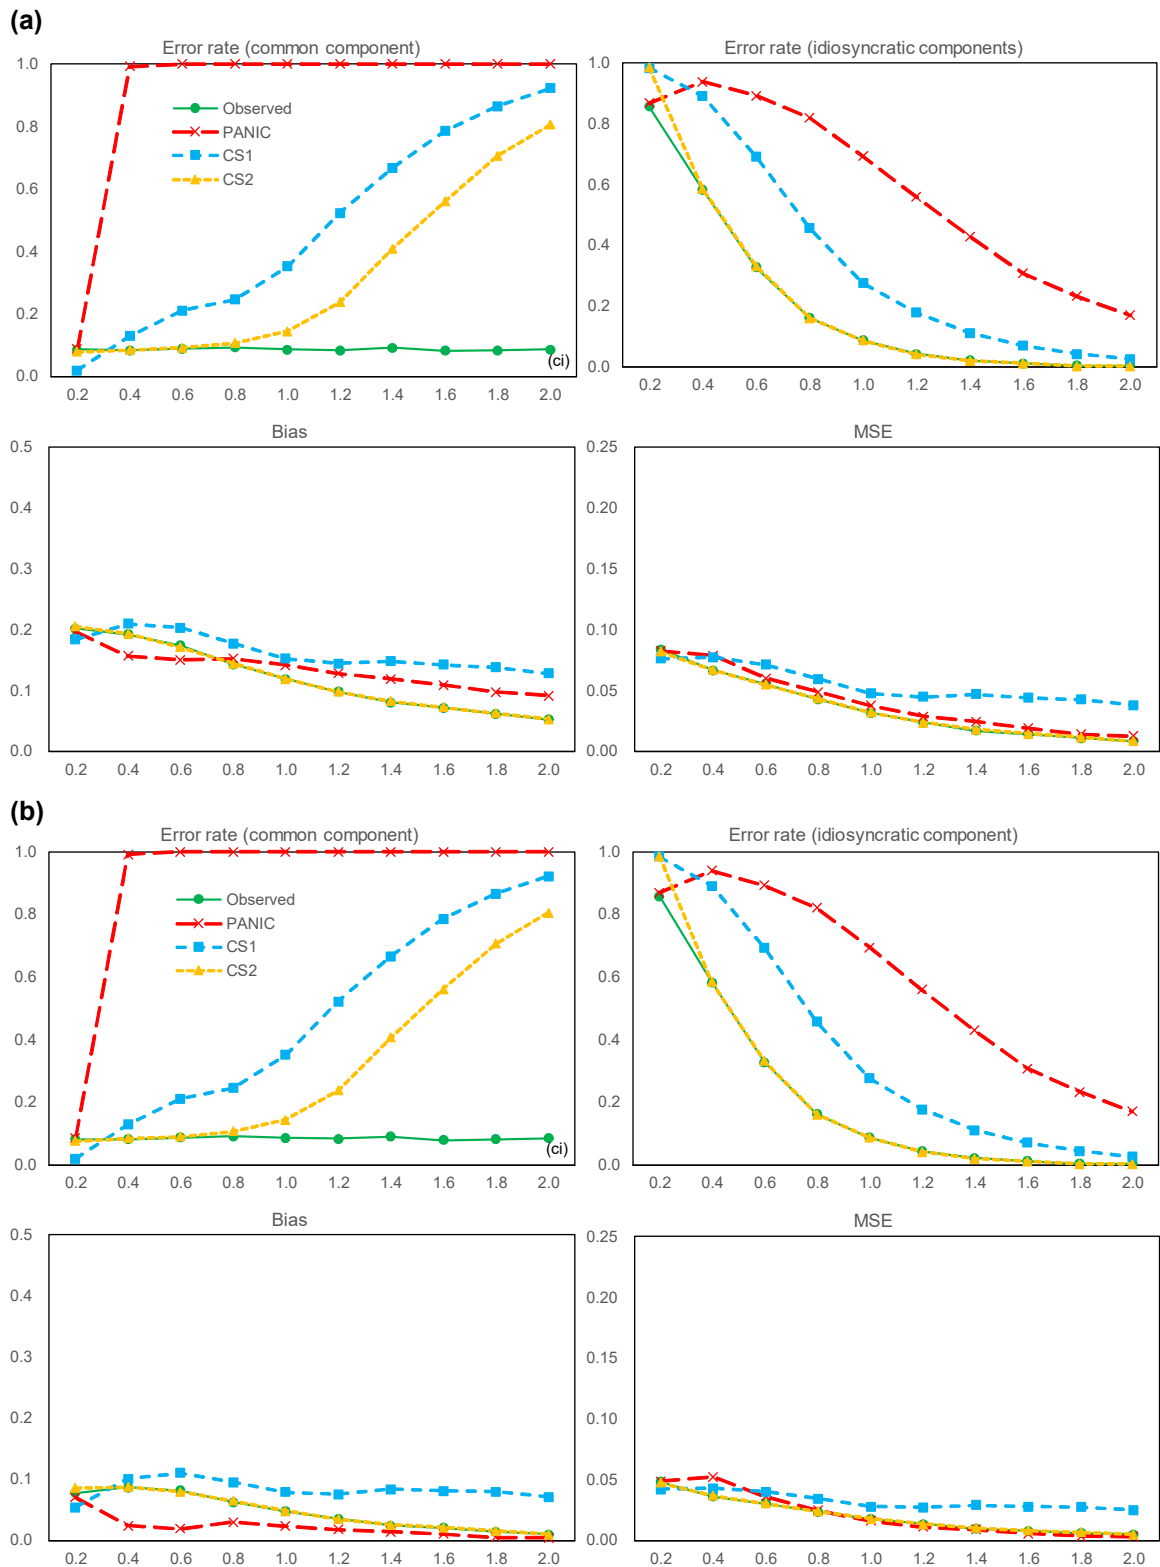 (a)
Error rate (common component)
1.0
0.8
0.6
0.4
0.2
0.0
Observed
PANIC
CS1
CS2
(ci)
0.2 0.4 0.6 0.8 1.0 1.2 1.4 1.6 1.8 2.0
Error rate (idiosyncratic components)
1.0
0.8
0.6
0.4
0.2
0.0
0.2 0.4 0.6 0.8 1.0 1.2 1.4 1.6 1.8 2.0
Bias
0.5
0.4
0.3
0.2
0.1
0.0
0.2 0.4 0.6 0.8 1.0 1.2 1.4 1.6 1.8 2.0
MSE
0.25
0.20
0.15
0.10
0.05
0.00
0.2 0.4 0.6 0.8 1.0 1.2 1.4 1.6 1.8 2.0
(b)
Error rate (common component)
1.0
0.8
0.6
0.4
0.2
0.0
Observed
PANIC
CS1
CS2
(ci)
0.2 0.4 0.6 0.8 1.0 1.2 1.4 1.6 1.8 2.0
Error rate (idiosyncratic component)
1.0
0.8
0.6
0.4
0.2
0.0
0.2 0.4 0.6 0.8 1.0 1.2 1.4 1.6 1.8 2.0
Bias
0.5
0.4
0.3
0.2
0.1
0.0
0.2 0.4 0.6 0.8 1.0 1.2 1.4 1.6 1.8 2.0
MSE
0.25
0.20
0.15
0.10
0.05
0.00
0.2 0.4 0.6 0.8 1.0 1.2 1.4 1.6 1.8 2.0